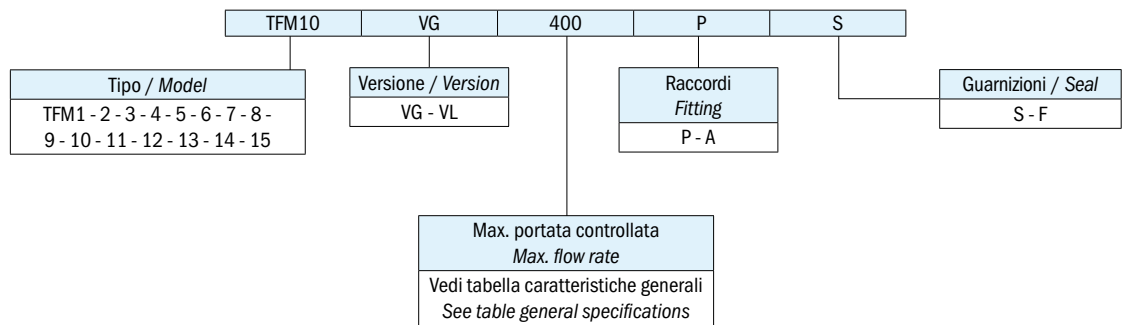 TFM10 VG 400 P S
Tipo / Model
TFM1 - 2 - 3 - 4 - 5 - 6 - 7 - 8 -
9 - 10 - 11 - 12 - 13 - 14 - 15
Versione / Version
VG - VL
Raccordi
Fitting
P - A
Guarnizioni / Seal
S - F
Max. portata controllata
Max. flow rate
Vedi tabella caratteristiche generali
See table general specifications